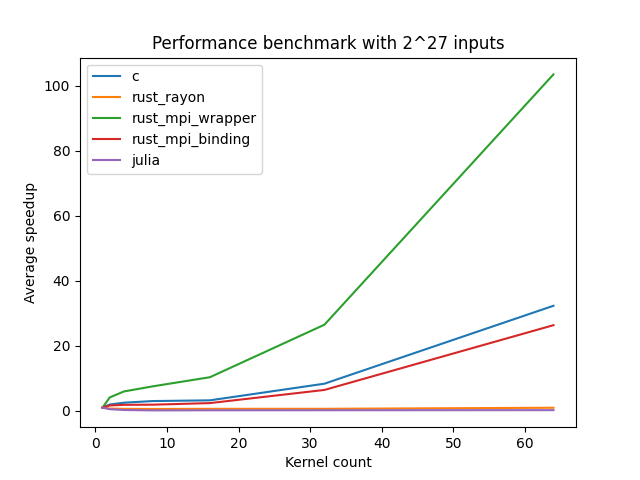 Performance benchmark with 2^27 inputs
c
rust_rayon
rust_mpi_wrapper
rust_mpi_binding
julia
100
80
60
40
20
0
Average speedup
0 10 20 30 40 50 60
Kernel count